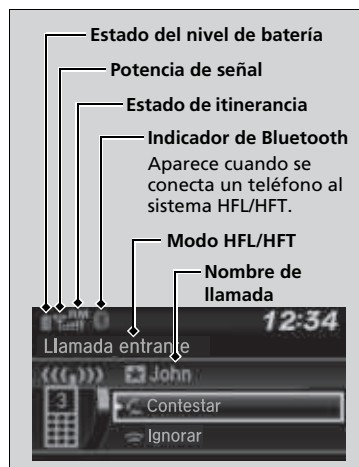 Estado del nivel de batería
Potencia de señal
Estado de itinerancia
Indicador de Bluetooth
Aparece cuando se
conecta un teléfono al
sistema HFL/HFT.
Modo HFL/HFT
Nombre de
llamada
12:34
Llamada entrante
John
3
Contestar
Ignorar